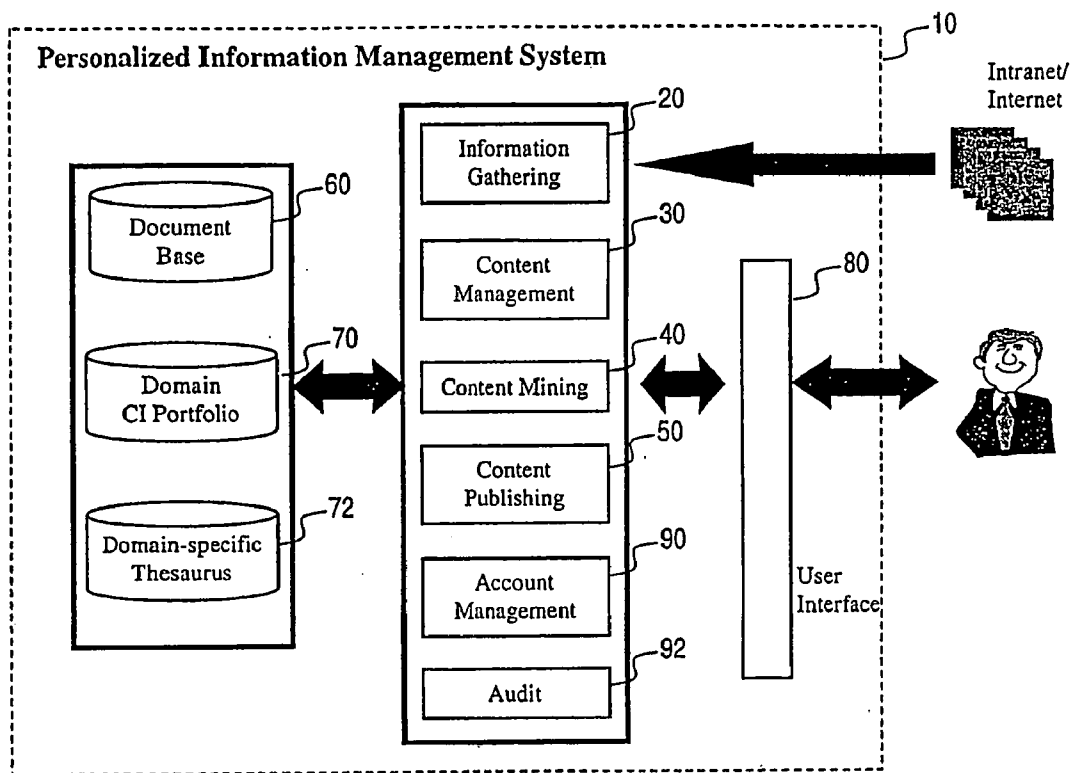 10
Personalized Information Management System
Intranet/
Internet
20
Information
Gathering
60
Document
Base
30
Content
Management
80
70
Domain
CI Portfolio
40
Content Mining
50
Content
Publishing
72
Domain-specific
Thesaurus
90
Account
Management
User
Interface
92
Audit